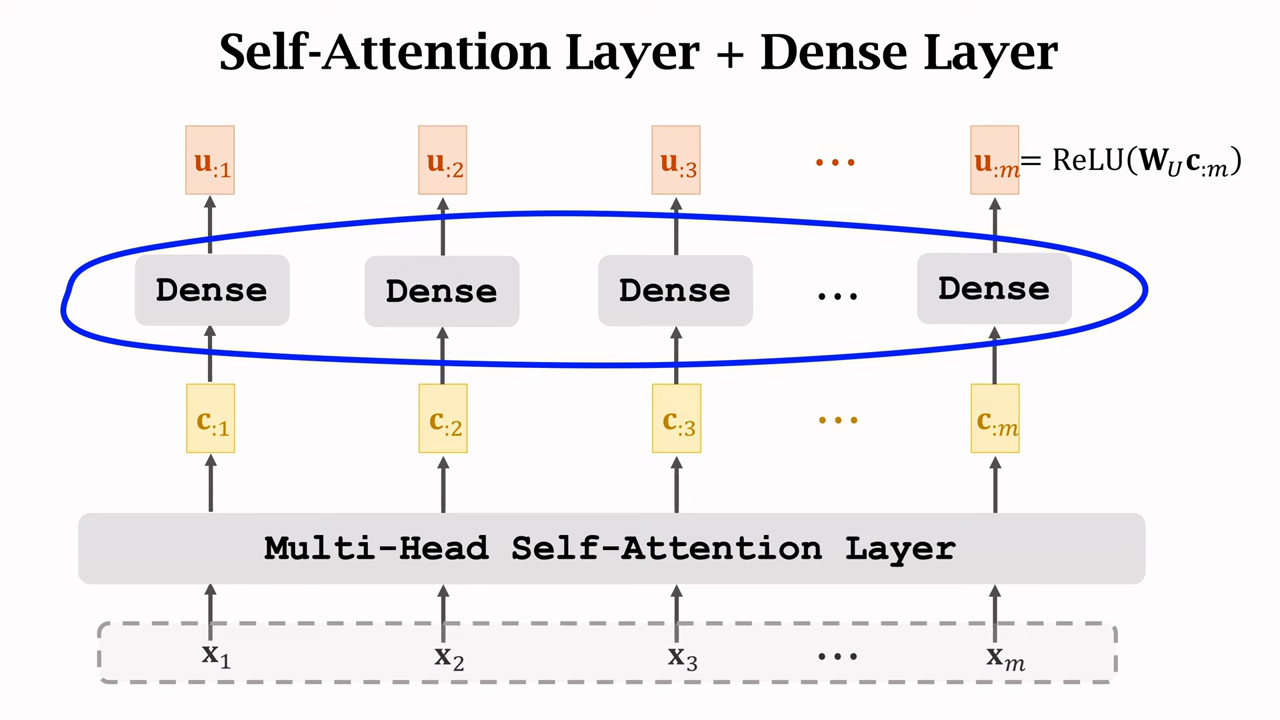 Self-Attention Layer + Dense Layer
u:1 u:2 u:3 ... u:m = ReLU(W_U c:m)
Dense Dense Dense ... Dense
c:1 c:2 c:3 ... c:m
Multi-Head Self-Attention Layer
x1 x2 x3 ... xm